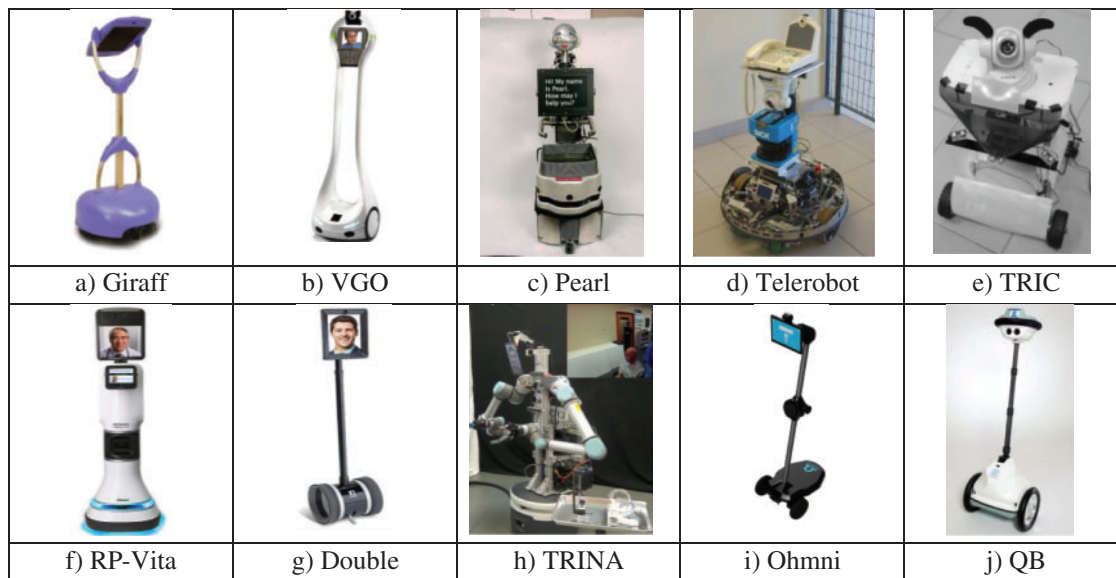 Hi! My name
is Pearl.
How may I
help you?
SICK
a) Giraff
b) VGO
c) Pearl
d) Telerobot
e) TRIC
f) RP-Vita
g) Double
h) TRINA
i) Ohmni
j) QB